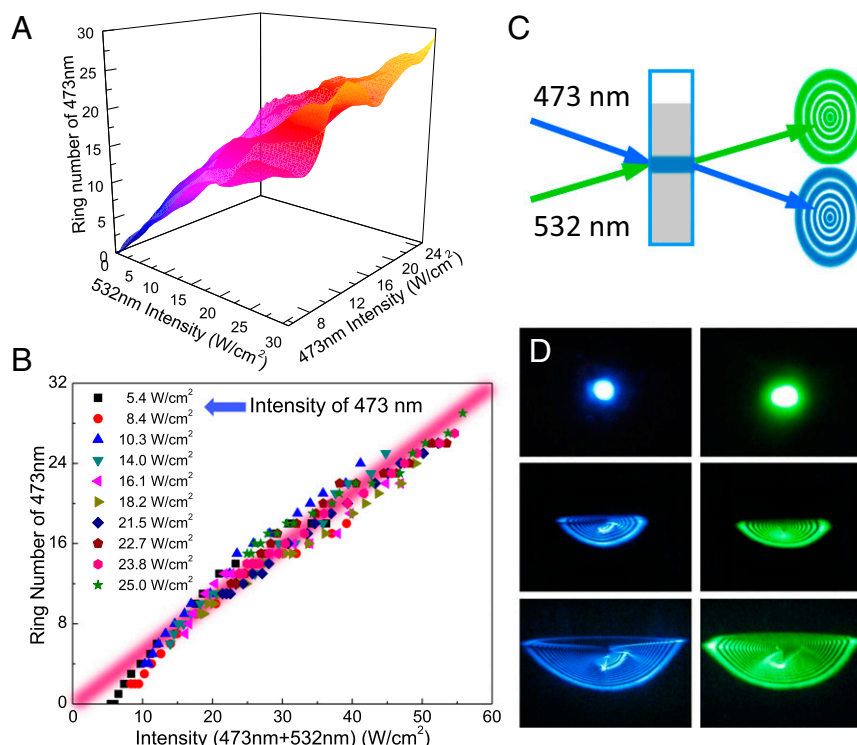 A
30
25
20
15
10
5
0
Ring number of 473nm
0
5
10
15
20
25
30
532nm Intensity (W/cm²)
8
12
16
20
24
473nm Intensity (W/cm²)
C
473 nm
532 nm
B
32
24
16
8
0
Ring Number of 473nm
5.4 W/cm²
Intensity of 473 nm
8.4 W/cm²
10.3 W/cm²
14.0 W/cm²
16.1 W/cm²
18.2 W/cm²
21.5 W/cm²
22.7 W/cm²
23.8 W/cm²
25.0 W/cm²
0 10 20 30 40 50 60
Intensity (473nm+532nm) (W/cm²)
D